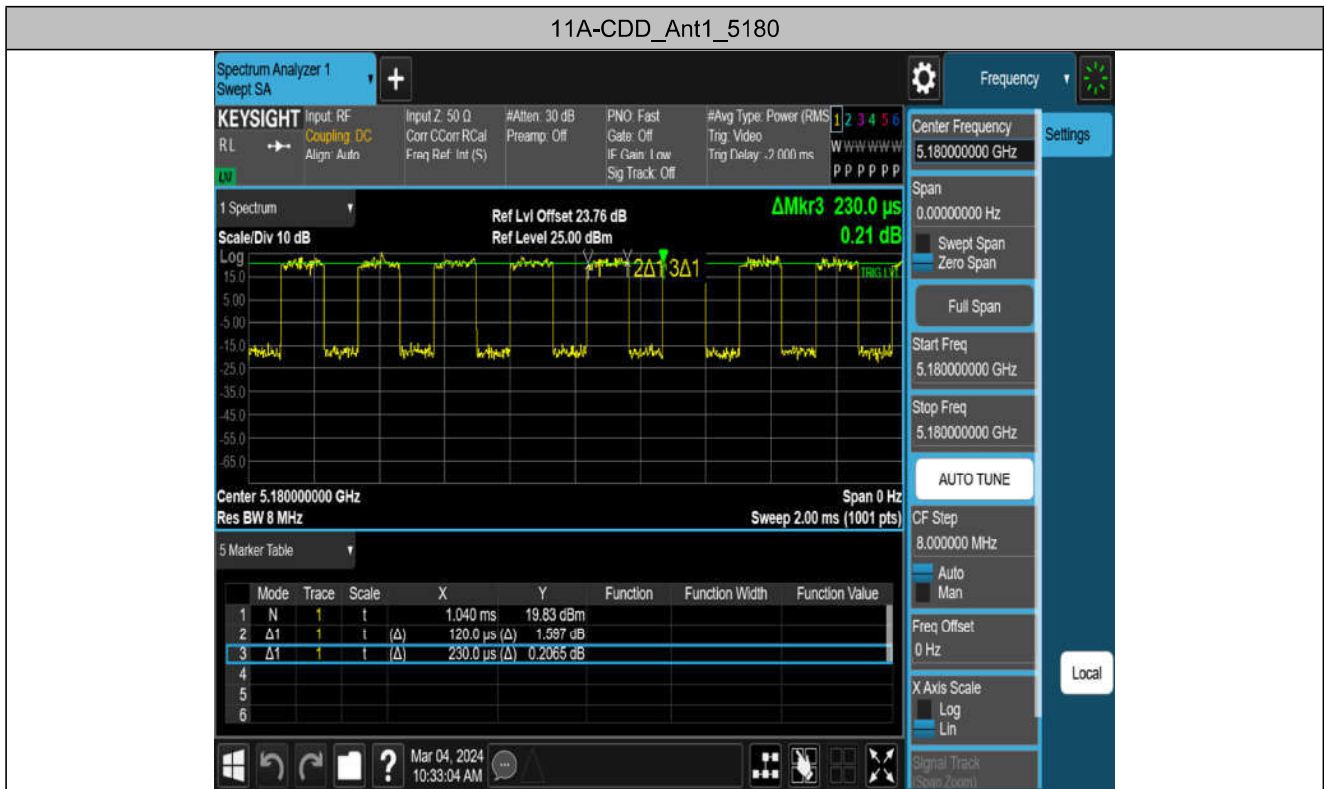 11A-CDD_Ant1_5180
Spectrum Analyzer 1
Swept SA
+
Frequency
KEYSIGHT
RL
LXI
Input: RF
Coupling: DC
Align: Auto
Input Z: 50 Ω
Corr CCorr RCal
Freq Ref: Int (S)
#Atten: 30 dB
Preamp: Off
PNO: Fast
Gate: Off
IF Gain: Low
Sig Track: Off
#Avg Type: Power (RMS
Trig: Video
Trig Delay: -2.000 ms
1 2 3 4 5 6
W W W W W W
P P P P P P
1 Spectrum
Scale/Div 10 dB
Ref Lvl Offset 23.76 dB
Ref Level 25.00 dBm
ΔMkr3 230.0 µs
0.21 dB
Log
15.0
5.00
-5.00
-15.0
-25.0
-35.0
-45.0
-55.0
-65.0
2Δ1 3Δ1
TRIG LVL
Center 5.180000000 GHz
Span 0 Hz
Res BW 8 MHz
Sweep 2.00 ms (1001 pts)
5 Marker Table
Mode Trace Scale X Y Function Function Width Function Value
1 N 1 t 1.040 ms 19.83 dBm
2 Δ1 1 t (Δ) 120.0 µs (Δ) 1.597 dB
3 Δ1 1 t (Δ) 230.0 µs (Δ) 0.2065 dB
4
5
6
Mar 04, 2024
10:33:04 AM
?
Center Frequency
5.180000000 GHz
Settings
Span
0.00000000 Hz
Swept Span
Zero Span
Full Span
Start Freq
5.180000000 GHz
Stop Freq
5.180000000 GHz
AUTO TUNE
CF Step
8.000000 MHz
Auto
Man
Freq Offset
0 Hz
Local
X Axis Scale
Log
Lin
Signal Track
(Span Zoom)